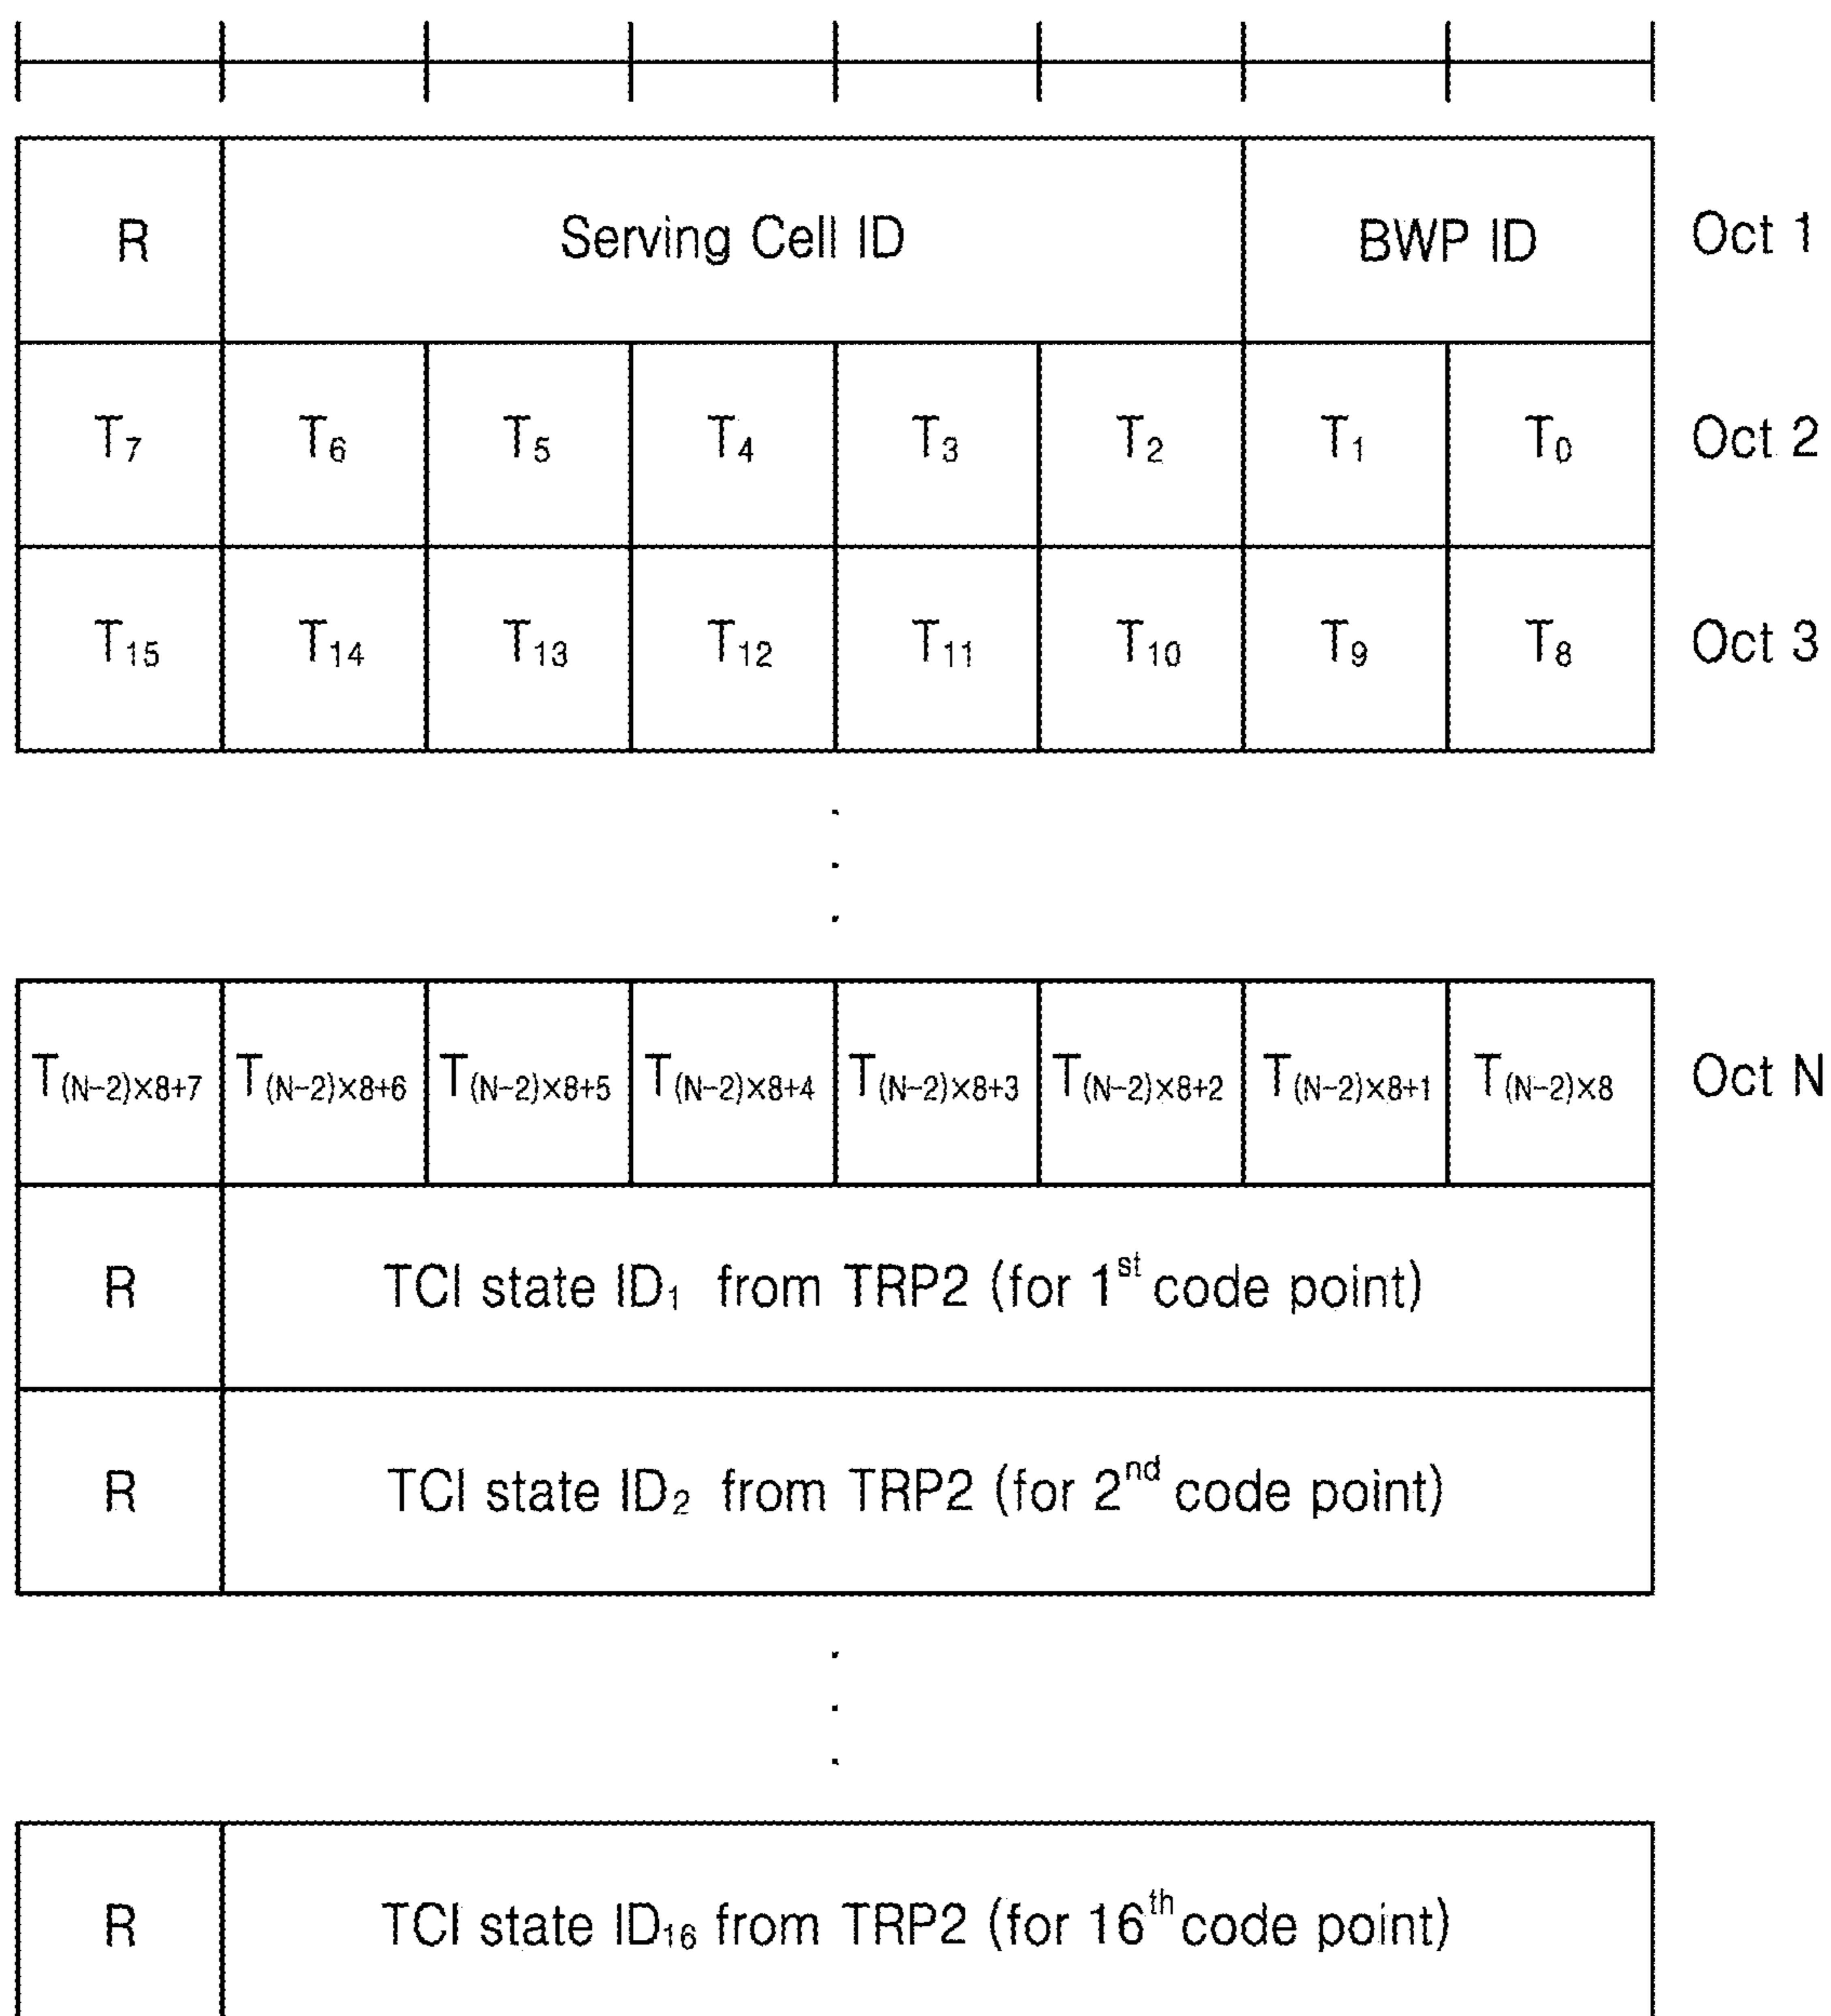 R Serving Cell ID BWP ID Oct 1
T₇ T₆ T₅ T₄ T₃ T₂ T₁ T₀ Oct 2
T₁₅ T₁₄ T₁₃ T₁₂ T₁₁ T₁₀ T₉ T₈ Oct 3
T(N-2)×8+7 T(N-2)×8+6 T(N-2)×8+5 T(N-2)×8+4 T(N-2)×8+3 T(N-2)×8+2 T(N-2)×8+1 T(N-2)×8 Oct N
R TCI state ID₁ from TRP2 (for 1st code point)
R TCI state ID₂ from TRP2 (for 2nd code point)
R TCI state ID₁₆ from TRP2 (for 16th code point)